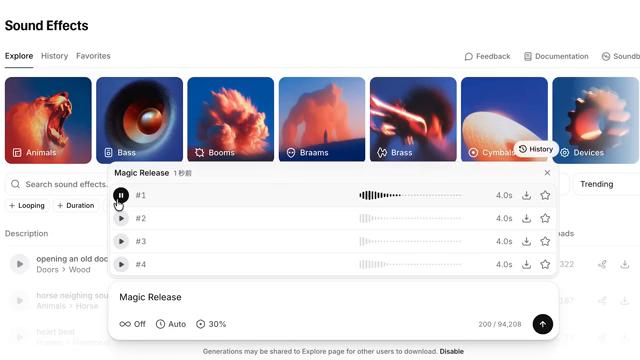 Sound Effects
Explore History Favorites Feedback Documentation
Animals Bass Booms Braams Brass Cymbals Devices
History
Magic Release 1 秒前
Search sound effects. Trending
#1 4.0s
Looping + Duration
#2 4.0s
Description
#3 4.0s
opening an old doo
Doors > Wood
#4 4.0s 322
horse neighing sou
Animals > Horse
Magic Release
heart beat
Off Auto 30% 200 / 94,208
Generations may be shared to Explore page for other users to download. Disable